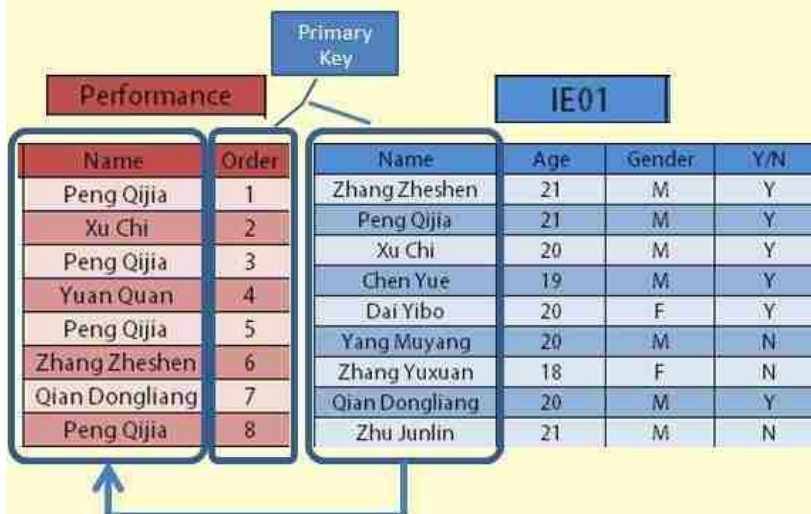 Primary
Key
Performance
IE01
Name Order
Peng Qijia 1
Xu Chi 2
Peng Qijia 3
Yuan Quan 4
Peng Qijia 5
Zhang Zheshen 6
Qian Dongliang 7
Peng Qijia 8
Name Age Gender Y/N
Zhang Zheshen 21 M Y
Peng Qijia 21 M Y
Xu Chi 20 M Y
Chen Yue 19 M Y
Dai Yibo 20 F Y
Yang Muyang 20 M N
Zhang Yuxuan 18 F N
Qian Dongliang 20 M Y
Zhu Junlin 21 M N